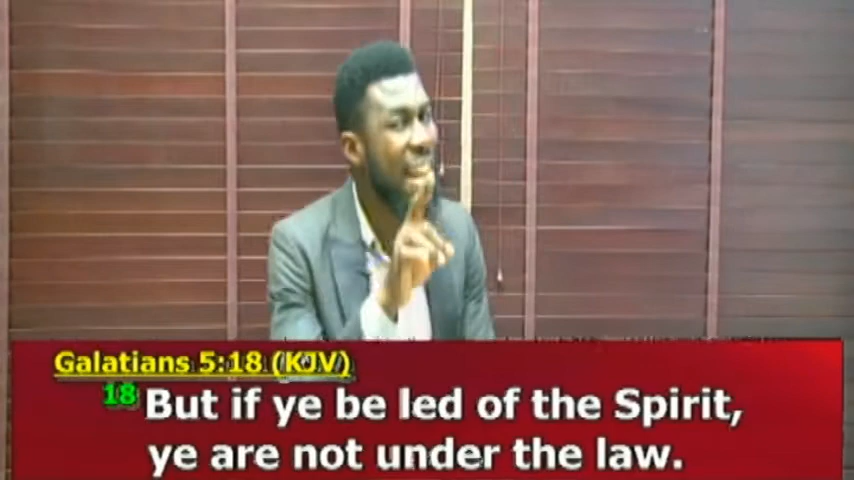 Galatians 5:18 (KJV)
18 But if ye be led of the Spirit,
ye are not under the law.